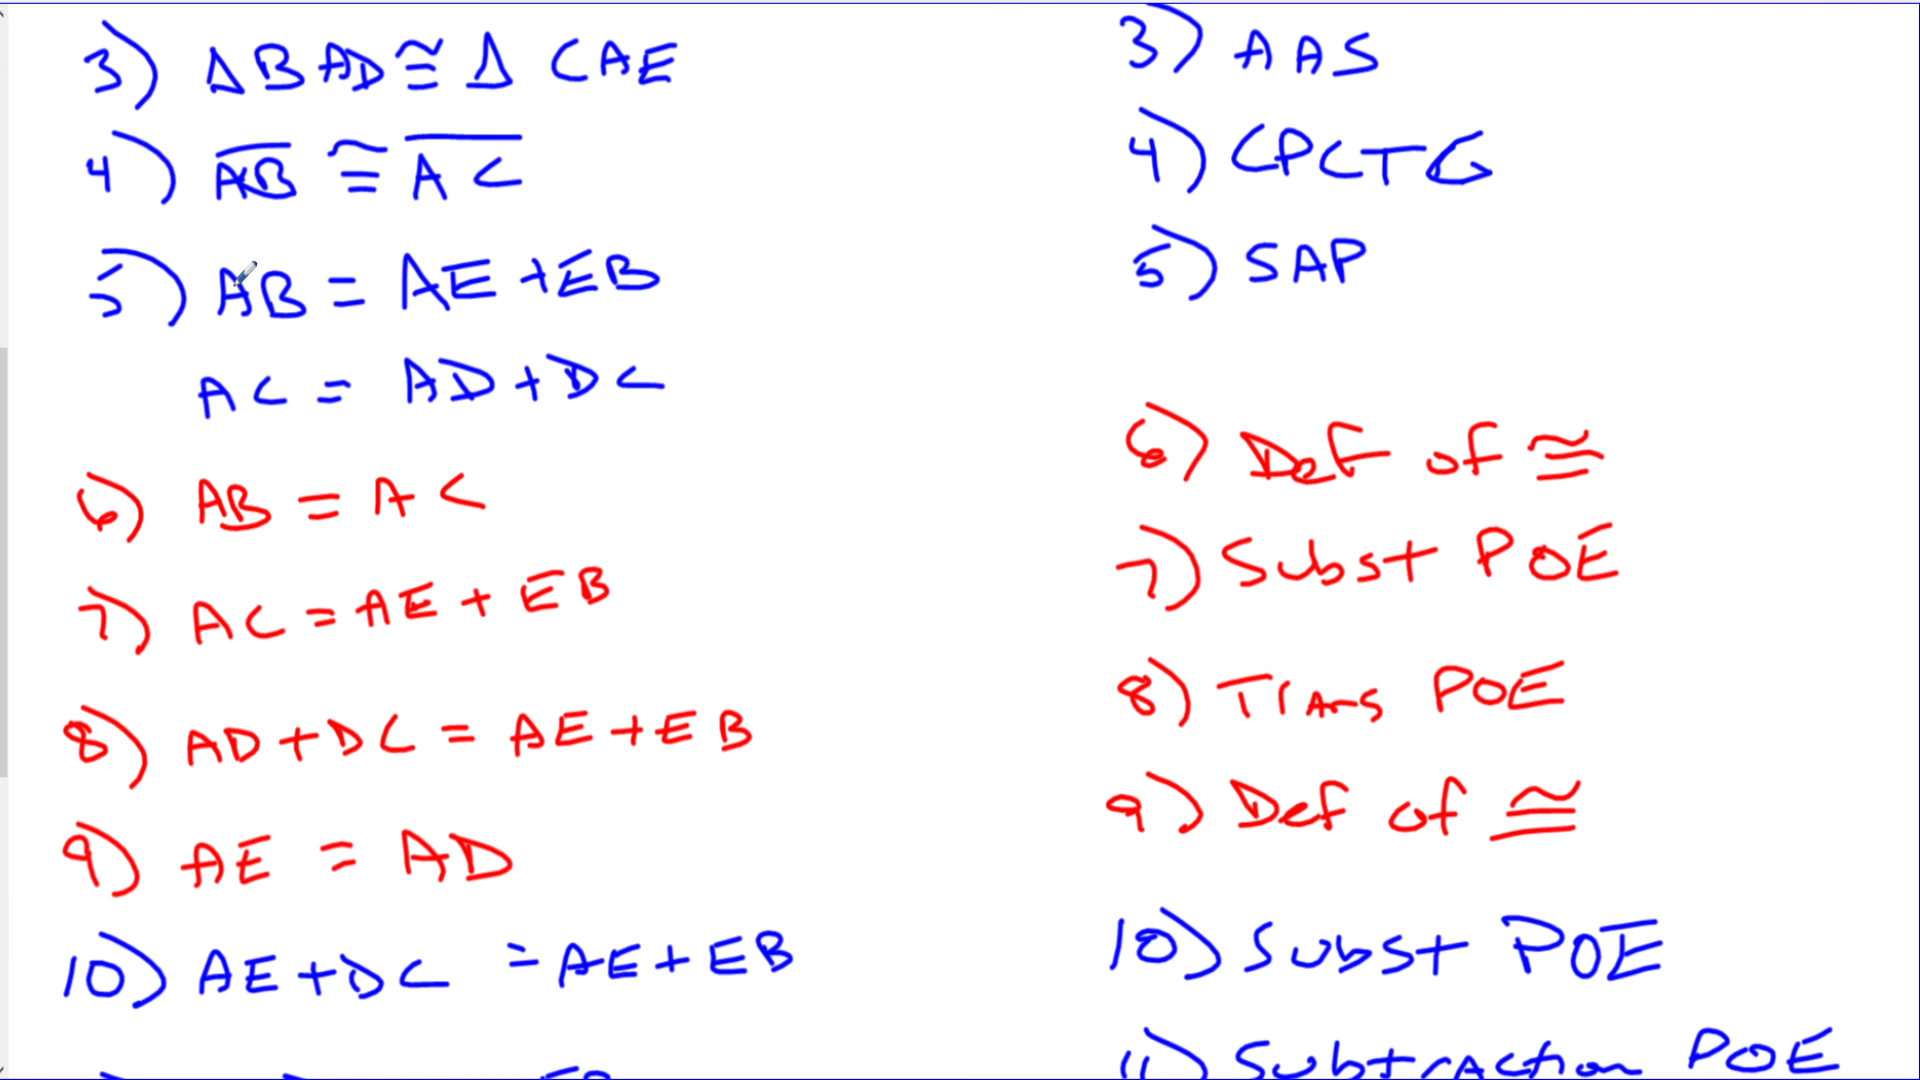 3) Δ BAD ≅ Δ CAE
3) AAS
4) AB ≅ AC
4) CPCTC
5) AB = AE + EB
5) SAP
AC = AD + DC
6) AB = AC
6) Def of ≅
7) AC = AE + EB
7) Subst POE
8) AD + DC = AE + EB
8) Trans POE
9) AE = AD
9) Def of ≅
10) AE + DC = AE + EB
10) Subst POE
EB
11) Subtraction POE